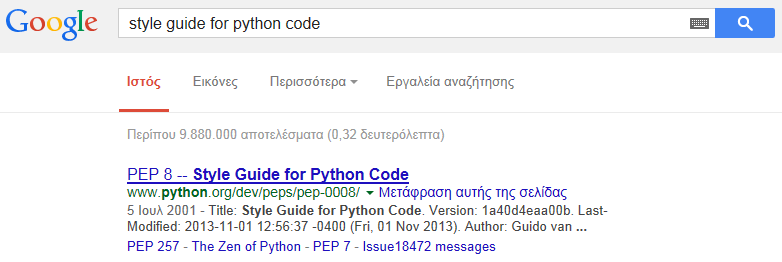 Google style guide for python code
Ιστός Εικόνες Περισσότερα Εργαλεία αναζήτησης
Περίπου 9.880.000 αποτελέσματα (0,32 δευτερόλεπτα)
PEP 8 -- Style Guide for Python Code
www.python.org/dev/peps/pep-0008/ Μετάφραση αυτής της σελίδας
5 Ιουλ 2001 - Title: Style Guide for Python Code. Version: 1a40d4eaa00b. Last-
Modified: 2013-11-01 12:56:37 -0400 (Fri, 01 Nov 2013). Author: Guido van ...
PEP 257 - The Zen of Python - PEP 7 - Issue18472 messages